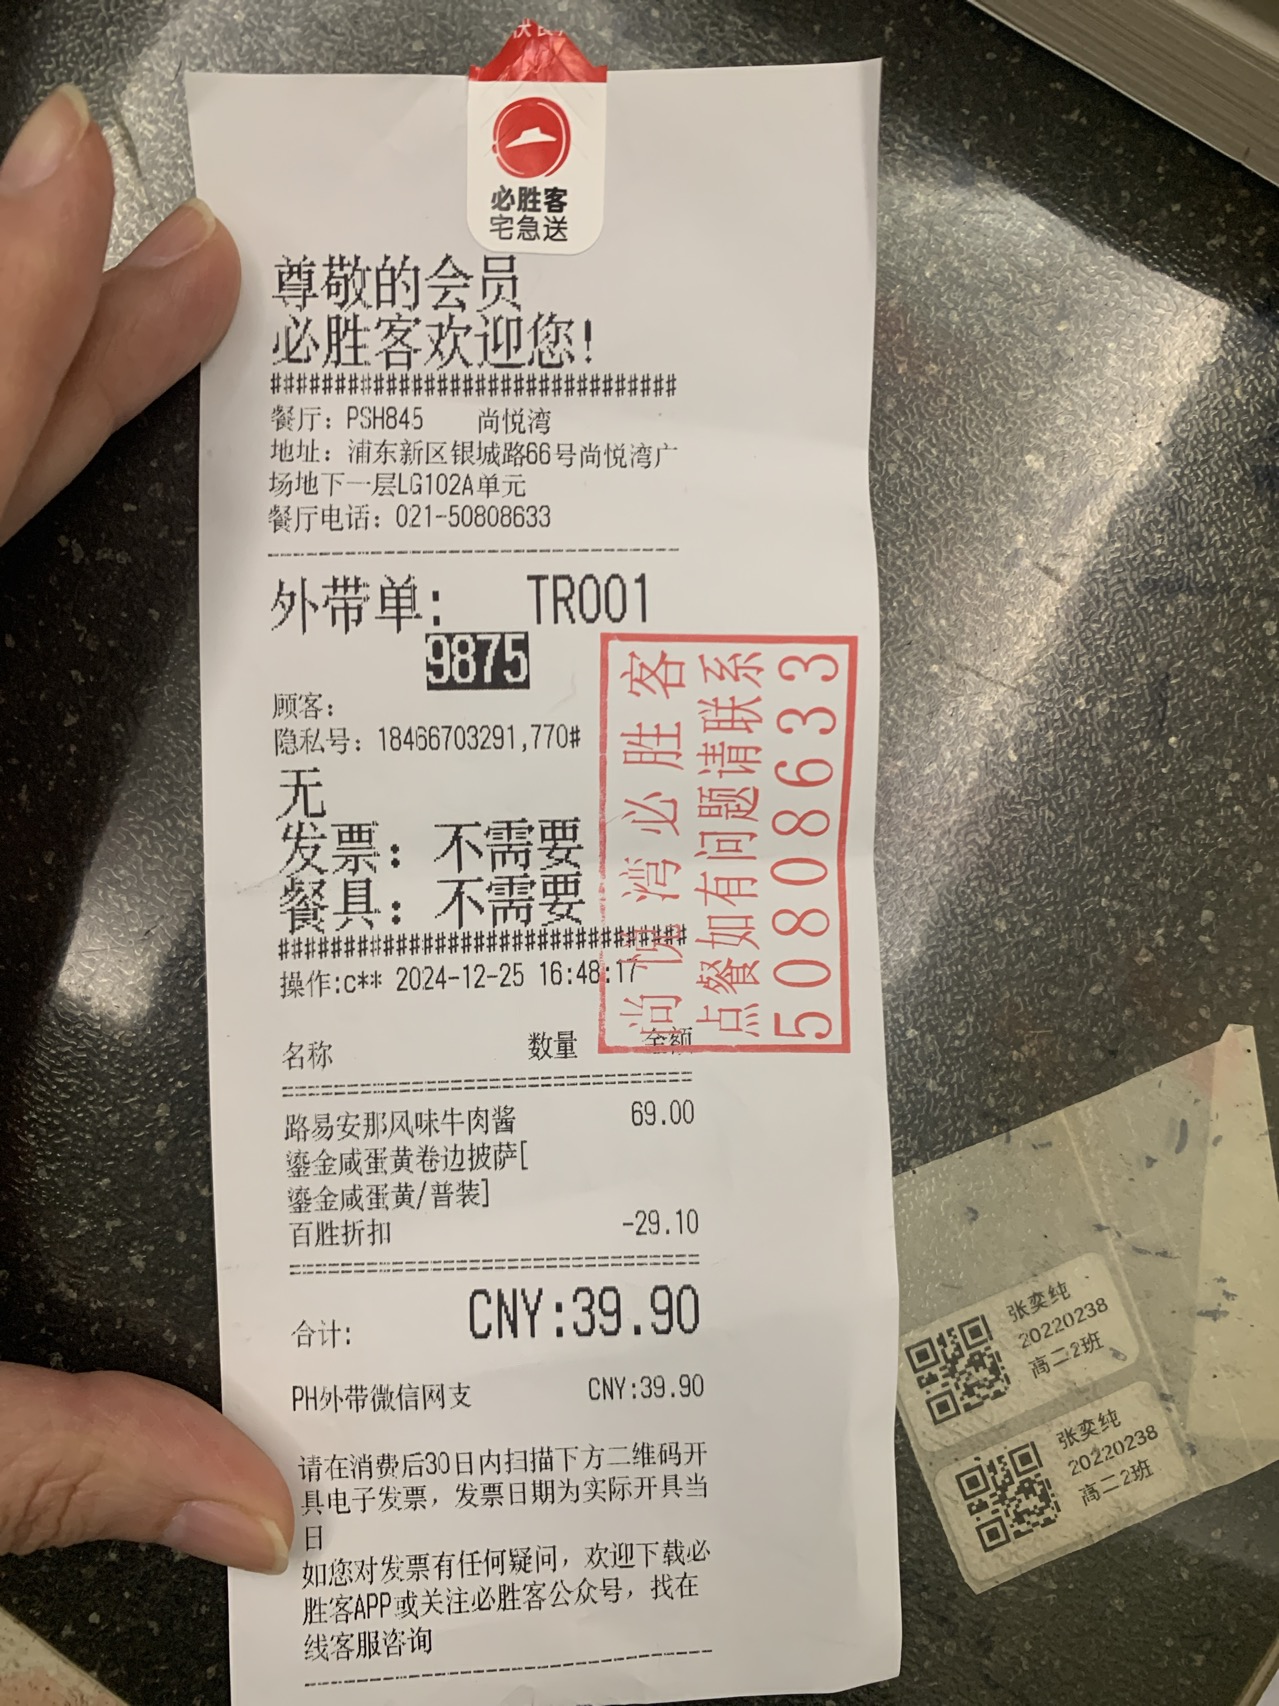 必胜客
宅急送
尊敬的会员
必胜客欢迎您!
################################
餐厅: PSH845 尚悦湾
地址: 浦东新区银城路66号尚悦湾广
场地下一层LG102A单元
餐厅电话: 021-50808633
外带单: TR001
9875
顾客:
隐私号: 18466703291,770#
无
发票: 不需要
餐具: 不需要
################################
操作:c** 2024-12-25 16:48:17
尚悦湾必胜客
点餐如有问题请联系
50808633
名称 数量 金额
路易安那风味牛肉酱 69.00
鎏金咸蛋黄卷边披萨[
鎏金咸蛋黄/普装]
百胜折扣 -29.10
合计: CNY:39.90
PH外带微信网支 CNY:39.90
请在消费后30日内扫描下方二维码开
具电子发票，发票日期为实际开具当
日
如您对发票有任何疑问，欢迎下载必
胜客APP或关注必胜客公众号，找在
线客服咨询
张奕纯
20220238
高二2班
张奕纯
20220238
高二2班